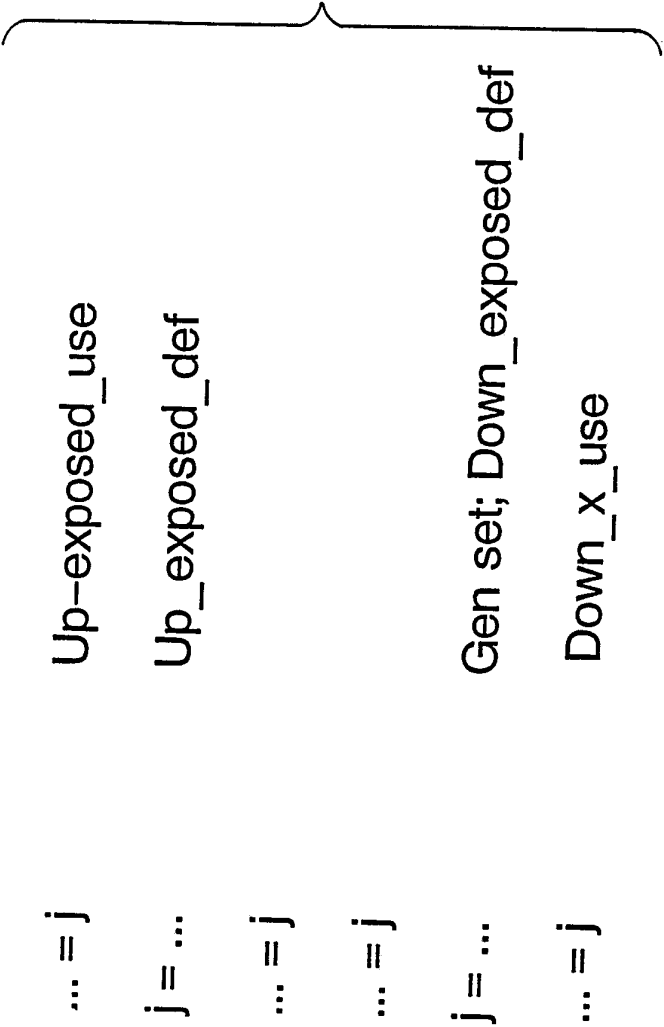 ... = j Up-exposed_use
j = ... Up_exposed_def
... = j
... = j
j = ... Gen set; Down_exposed_def
... = j Down_x_use